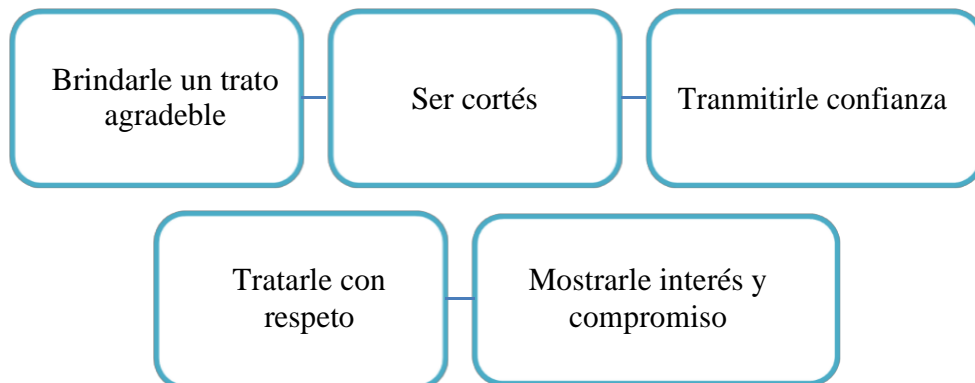 Brindarle un trato
agradeble
Ser cortés
Tranmitirle confianza
Tratarle con
respeto
Mostrarle interés y
compromiso